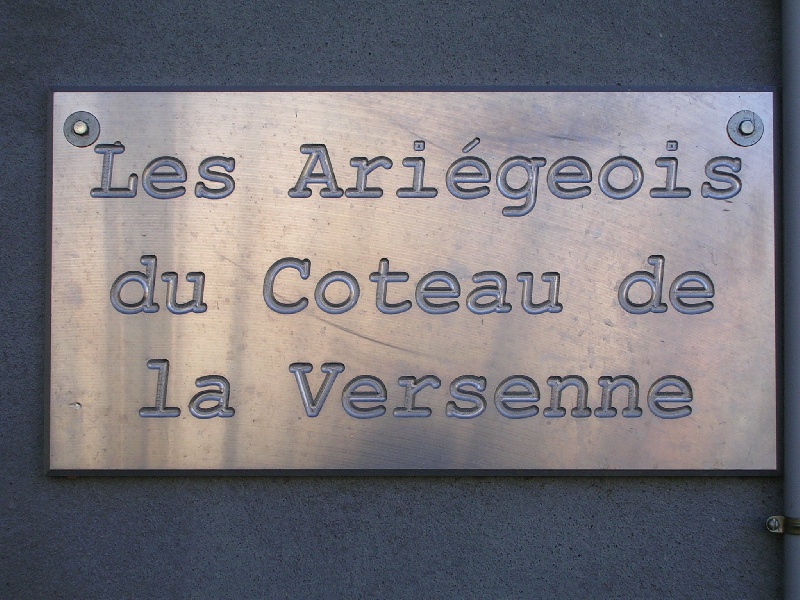 Les Ariégeois
du Coteau de
la Versenne